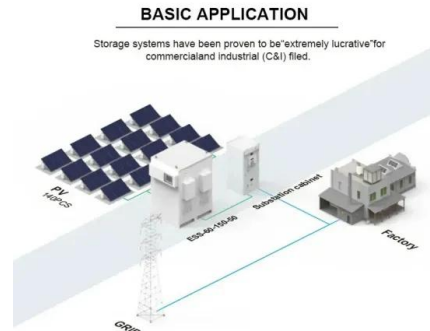 BASIC APPLICATION
Storage systems have been proven to be"extremely lucrative"for
commercialand industrial (C&I) filed.
PV
140PCS
ESS-60-150-00
Substation cabinet
Factory
GRID